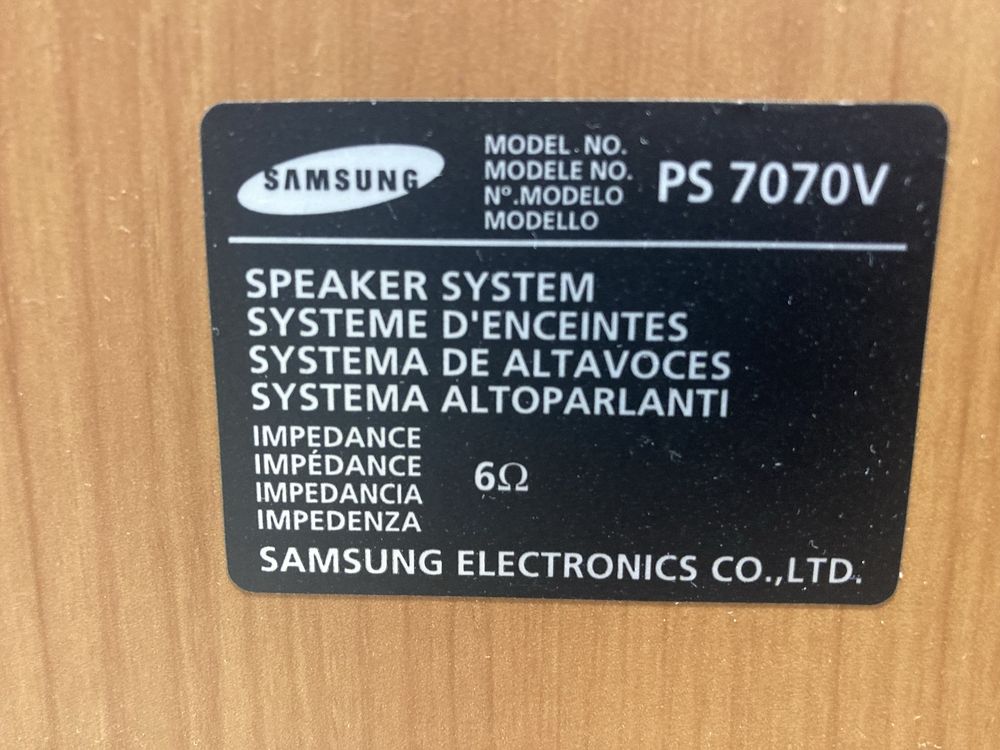 SAMSUNG
MODEL NO.
MODELE NO.
Nº.MODELO
MODELLO
PS 7070V
SPEAKER SYSTEM
SYSTEME D'ENCEINTES
SYSTEMA DE ALTAVOCES
SYSTEMA ALTOPARLANTI
IMPEDANCE
IMPÉDANCE
IMPEDANCIA
IMPEDENZA
6Ω
SAMSUNG ELECTRONICS CO.,LTD.